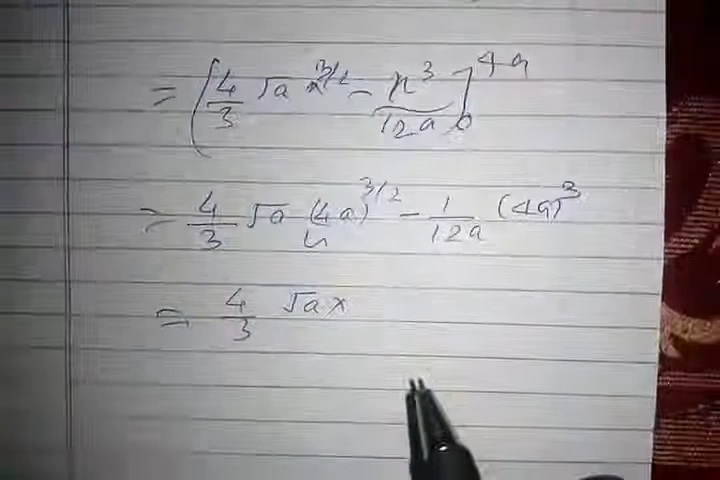 = [4/3 √a x^3/2 - x^3/12a]_0^4a
= 4/3 √a (4a)^3/2 - 1/12a (4a)^3
= 4/3 √a x